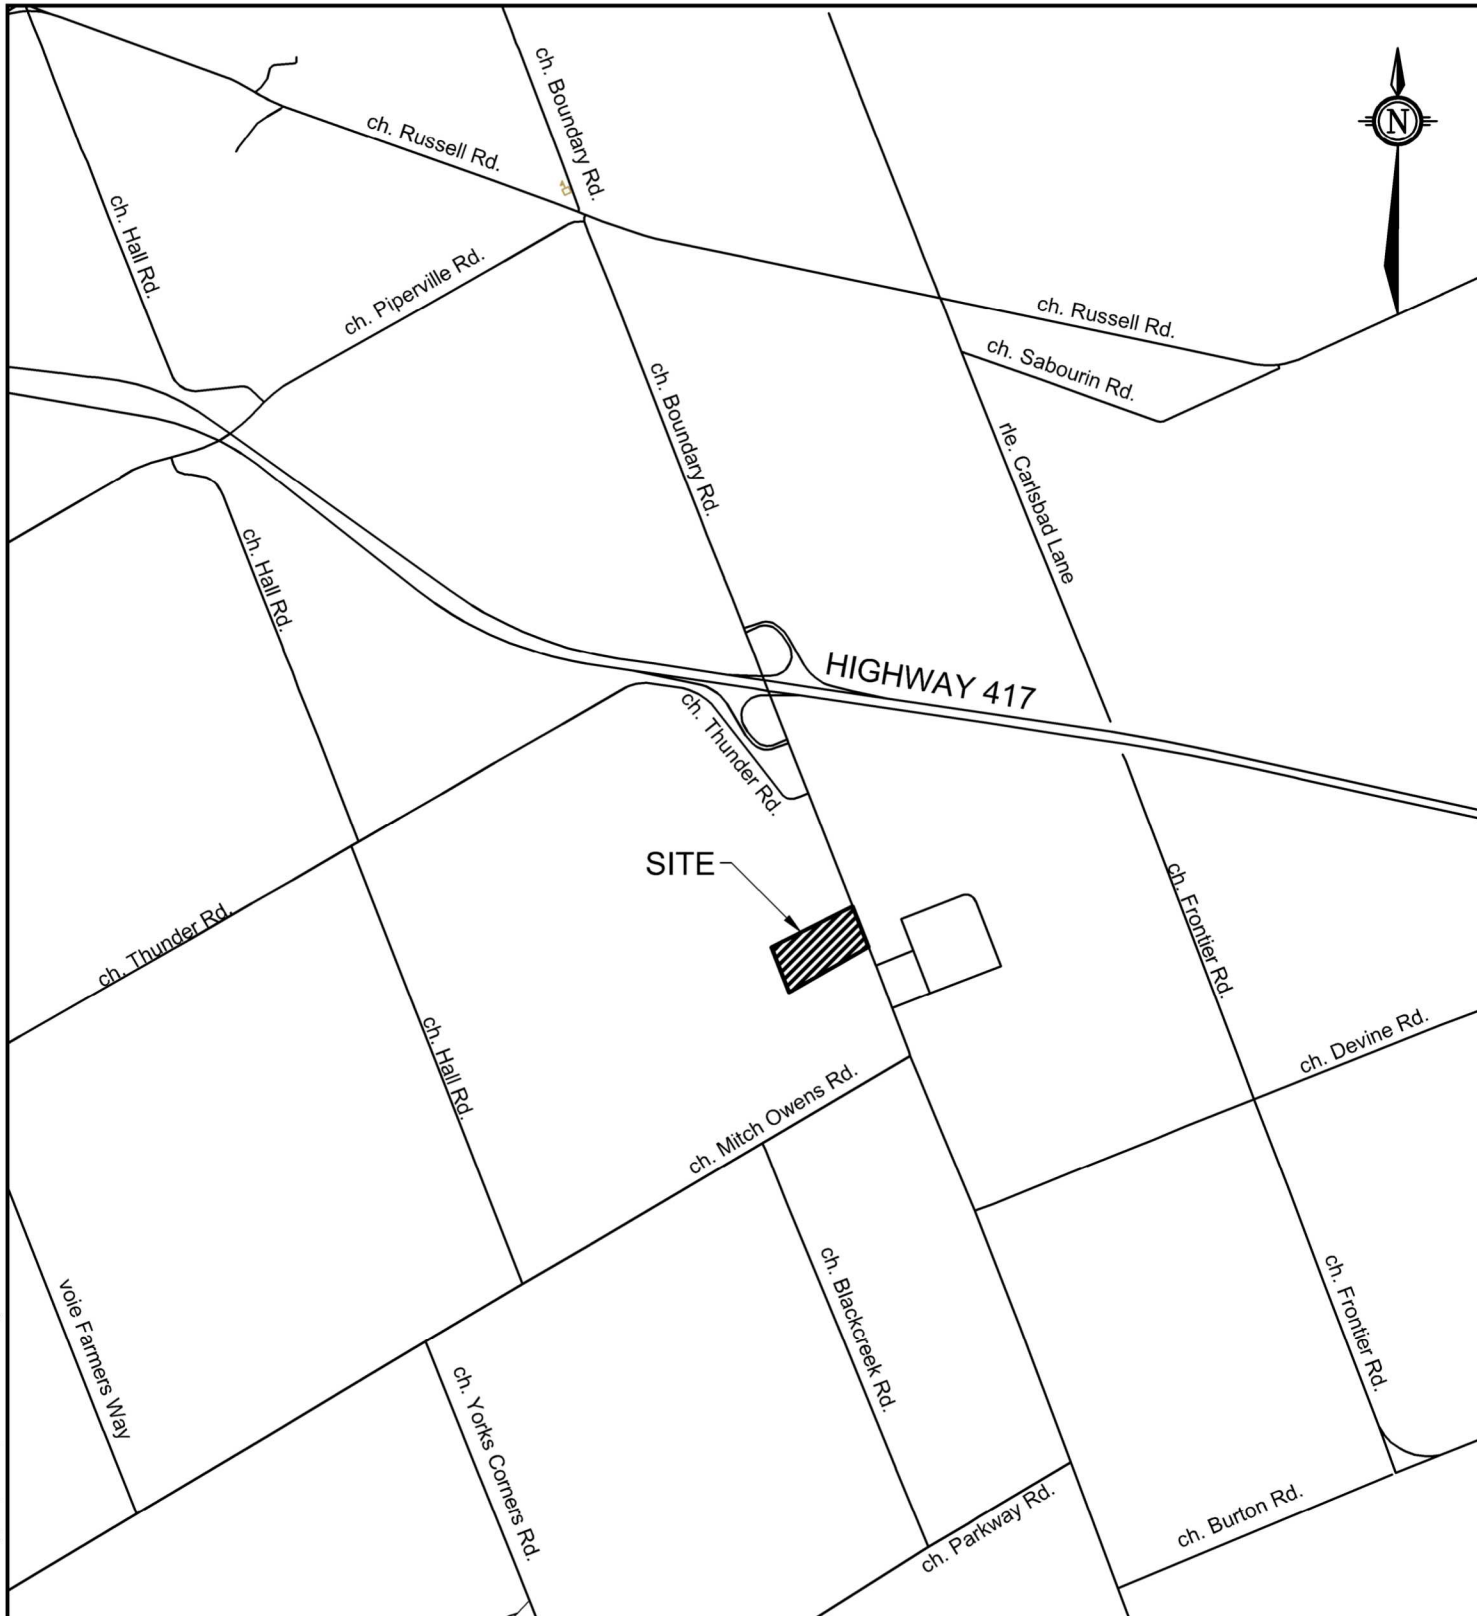 ch. Boundary Rd.
ch. Russell Rd.
N
ch. Hall Rd.
ch. Piperville Rd.
ch. Russell Rd.
ch. Sabourin Rd.
ch. Boundary Rd.
rle. Carlsbad Lane
ch. Hall Rd.
HIGHWAY 417
ch. Thunder Rd.
SITE
ch. Frontier Rd.
ch. Thunder Rd.
ch. Hall Rd.
ch. Devine Rd.
ch. Mitch Owens Rd.
ch. Blackcreek Rd.
ch. Frontier Rd.
voie Farmers Way
ch. Yorks Corners Rd.
ch. Parkway Rd.
ch. Burton Rd.